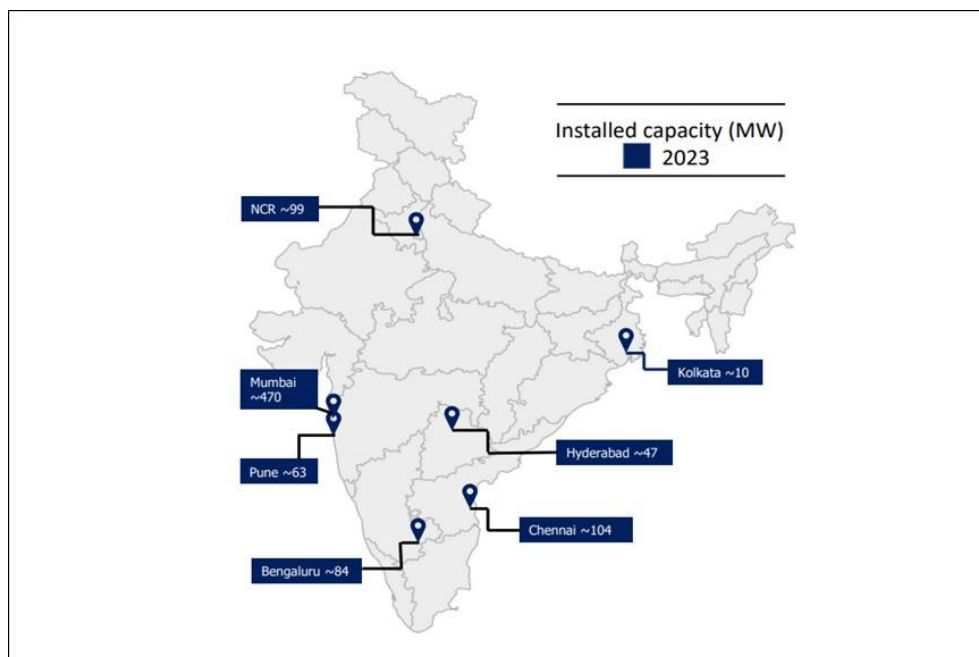 Installed capacity (MW)
2023
NCR ~99
Kolkata ~10
Mumbai
~470
Hyderabad ~47
Pune ~63
Chennai ~104
Bengaluru ~84